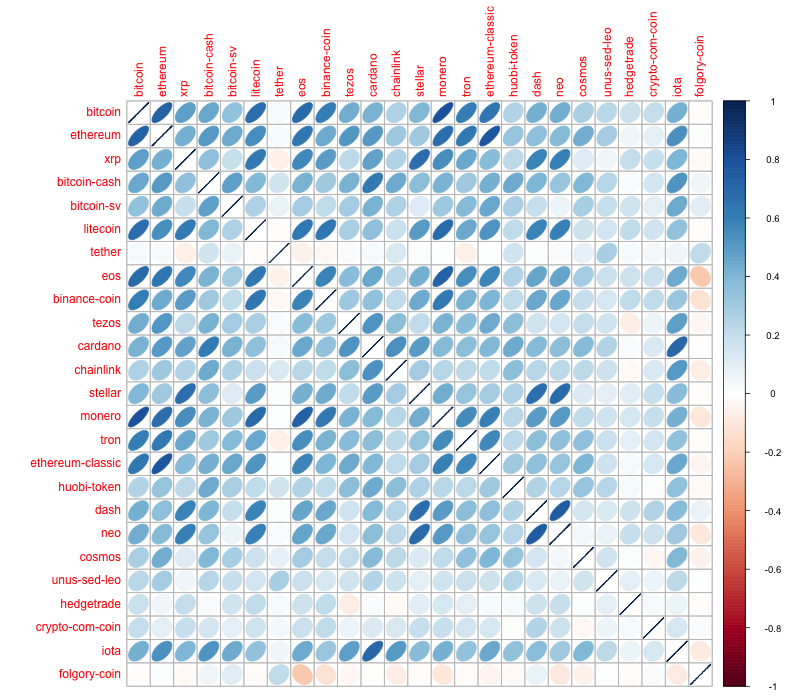 bitcoin
ethereum
xrp
bitcoin-cash
bitcoin-sv
litecoin
tether
eos
binance-coin
tezos
cardano
chainlink
stellar
monero
tron
ethereum-classic
huobi-token
dash
neo
cosmos
unus-sed-leo
hedgetrade
crypto-com-coin
iota
folgory-coin
bitcoin
ethereum
xrp
bitcoin-cash
bitcoin-sv
litecoin
tether
eos
binance-coin
tezos
cardano
chainlink
stellar
monero
tron
ethereum-classic
huobi-token
dash
neo
cosmos
unus-sed-leo
hedgetrade
crypto-com-coin
iota
folgory-coin
1
0.8
0.6
0.4
0.2
0
-0.2
-0.4
-0.6
-0.8
-1